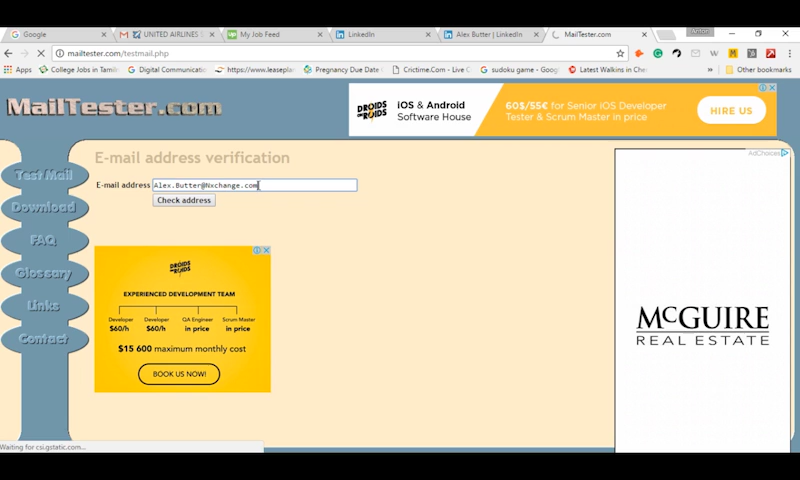 Google
UNITED AIRLINES
My Job Feed
LinkedIn
Alex Butter | LinkedIn
MailTester.com
mailtester.com/testmail.php
Apps
College Jobs in Tamil
Digital Communicatio
https://www.leasepla
Pregnancy Due Date
Crictime.Com - Live C
sudoku game - Goog
Latest Walkins in Che
»
Other bookmarks
MailTester.com
DROIDS
ON ROIDS
iOS & Android
Software House
60$/55€ for Senior iOS Developer
Tester & Scrum Master in price
HIRE US
E-mail address verification
AdChoices
Test Mail
Download
FAQ
Glossary
Links
Contact
E-mail address
Alex.Butter@Nxchange.com
Check address
DROIDS
ON ROIDS
EXPERIENCED DEVELOPMENT TEAM
Developer
$60/h
Developer
$60/h
QA Engineer
in price
Scrum Master
in price
$15 600 maximum monthly cost
BOOK US NOW!
MCGUIRE
REAL ESTATE
Waiting for csi.gstatic.com...